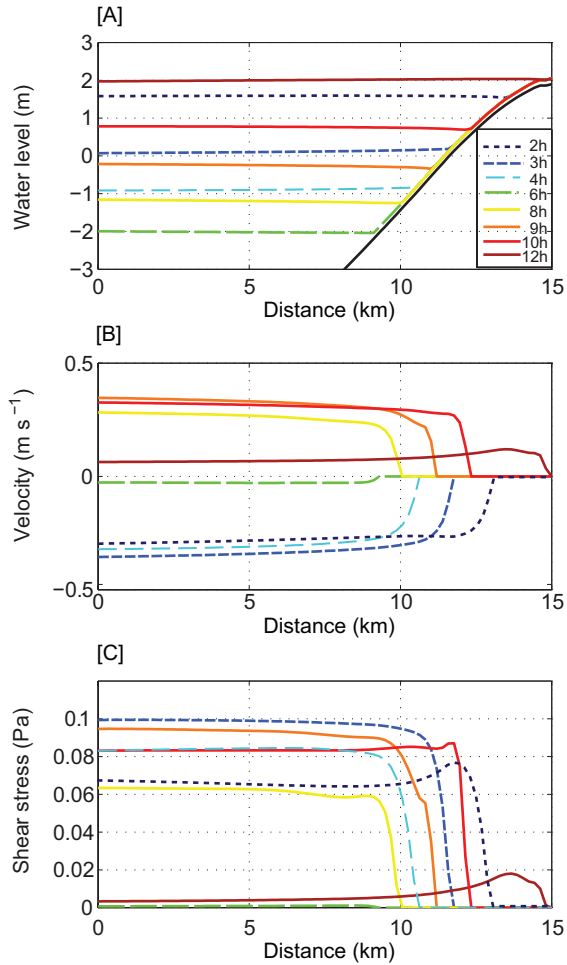 [A]
3
2
1
0
−1
−2
−3
Water level (m)
2h
3h
4h
6h
8h
9h
10h
12h
0
5
10
15
Distance (km)
[B]
0.5
0
−0.5
Velocity (m s⁻¹)
0
5
10
15
Distance (km)
[C]
0.1
0.08
0.06
0.04
0.02
0
Shear stress (Pa)
0
5
10
15
Distance (km)